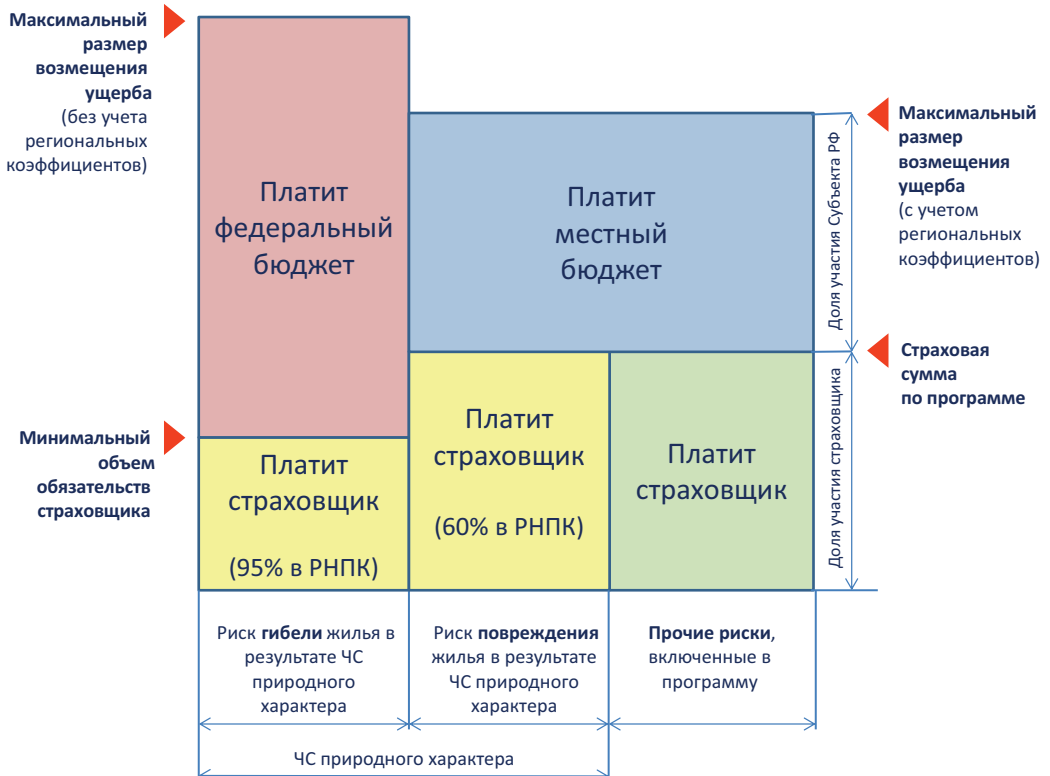 Максимальный
размер
возмещения
ущерба
(без учета
региональных
коэффициентов)
Платит
федеральный
бюджет
Платит
местный
бюджет
Доля участия Субъекта РФ
Максимальный
размер
возмещения
ущерба
(с учетом
региональных
коэффициентов)
Страховая
сумма
по программе
Минимальный
объем
обязательств
страховщика
Платит
страховщик
(95% в РНПК)
Платит
страховщик
(60% в РНПК)
Платит
страховщик
Доля участия страховщика
Риск гибели жилья в
результате ЧС
природного
характера
Риск повреждения
жилья в результате
ЧС природного
характера
Прочие риски,
включенные в
программу
ЧС природного характера